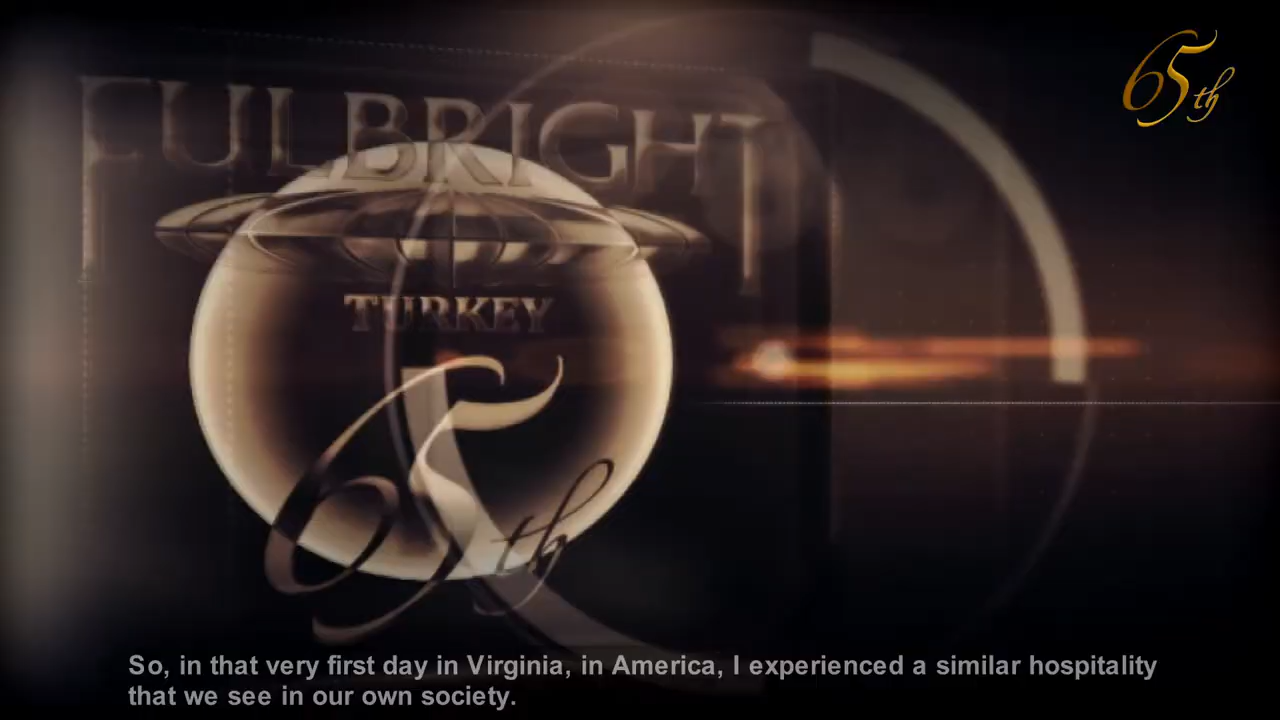 65th
FULBRIGHT
TURKEY
65th
So, in that very first day in Virginia, in America, I experienced a similar hospitality
that we see in our own society.